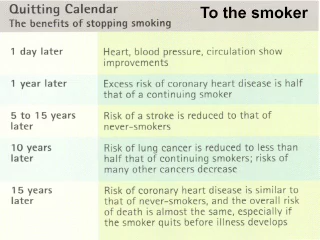 Quitting Calendar
To the smoker
The benefits of stopping smoking
1 day later
Heart, blood pressure, circulation show
improvements
1 year later
Excess risk of coronary heart disease is half
that of a continuing smoker
5 to 15 years
later
Risk of a stroke is reduced to that of
never-smokers
10 years
later
Risk of lung cancer is reduced to less than
half that of continuing smokers; risks of
many other cancers decrease
15 years
later
Risk of coronary heart disease is similar to
that of never-smokers, and the overall risk
of death is almost the same, especially if
the smoker quits before illness develops